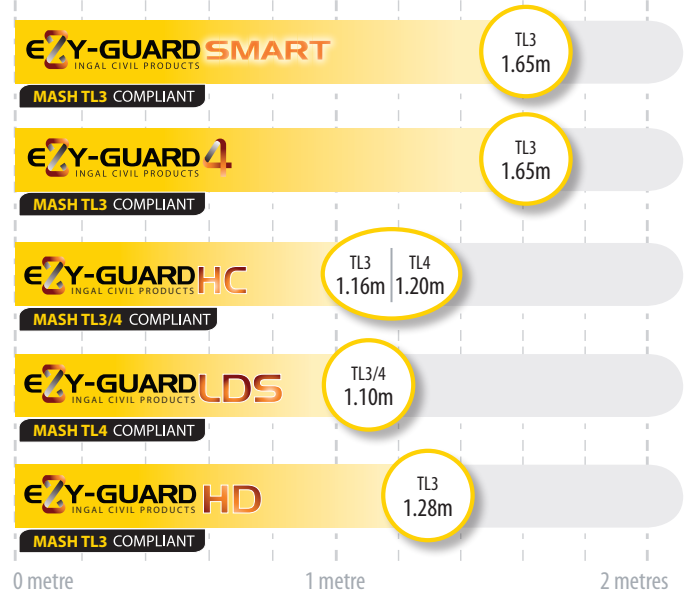 EZY-GUARD SMART
INGAL CIVIL PRODUCTS
MASH TL3 COMPLIANT
TL3
1.65m
EZY-GUARD 4
INGAL CIVIL PRODUCTS
MASH TL3 COMPLIANT
TL3
1.65m
EZY-GUARD HC
INGAL CIVIL PRODUCTS
MASH TL3/4 COMPLIANT
TL3 TL4
1.16m 1.20m
EZY-GUARD LDS
INGAL CIVIL PRODUCTS
MASH TL4 COMPLIANT
TL3/4
1.10m
EZY-GUARD HD
INGAL CIVIL PRODUCTS
MASH TL3 COMPLIANT
TL3
1.28m
0 metre 1 metre 2 metres